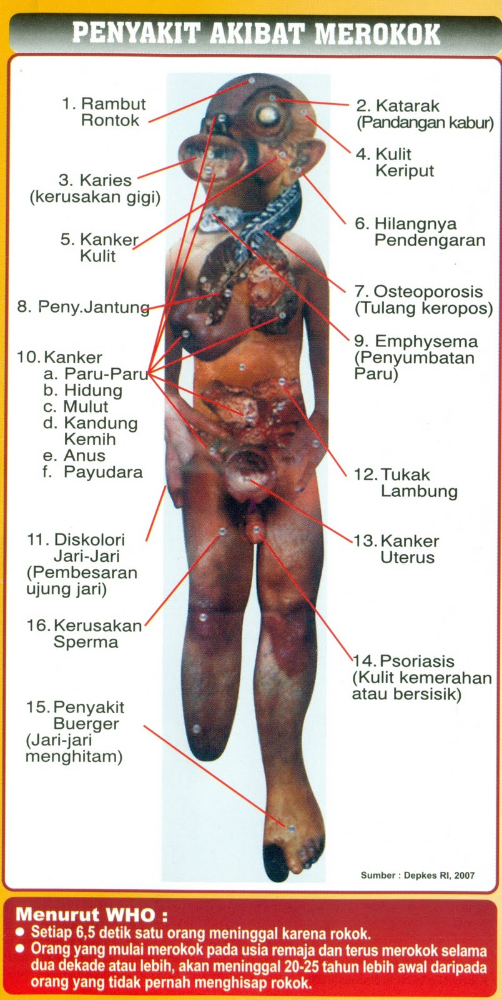 PENYAKIT AKIBAT MEROKOK
1. Rambut
Rontok
2. Katarak
(Pandangan kabur)
3. Karies
(kerusakan gigi)
4. Kulit
Keriput
5. Kanker
Kulit
6. Hilangnya
Pendengaran
7. Osteoporosis
(Tulang keropos)
8. Peny.Jantung
9. Emphysema
(Penyumbatan
Paru)
10. Kanker
a. Paru-Paru
b. Hidung
c. Mulut
d. Kandung
Kemih
e. Anus
f. Payudara
11. Diskolori
Jari-Jari
(Pembesaran
ujung jari)
12. Tukak
Lambung
13. Kanker
Uterus
16. Kerusakan
Sperma
14. Psoriasis
(Kulit kemerahan
atau bersisik)
15. Penyakit
Buerger
(Jari-jari
menghitam)
Sumber : Depkes RI, 2007
Menurut WHO :
● Setiap 6,5 detik satu orang meninggal karena rokok.
● Orang yang mulai merokok pada usia remaja dan terus merokok selama
dua dekade atau lebih, akan meninggal 20-25 tahun lebih awal daripada
orang yang tidak pernah menghisap rokok.